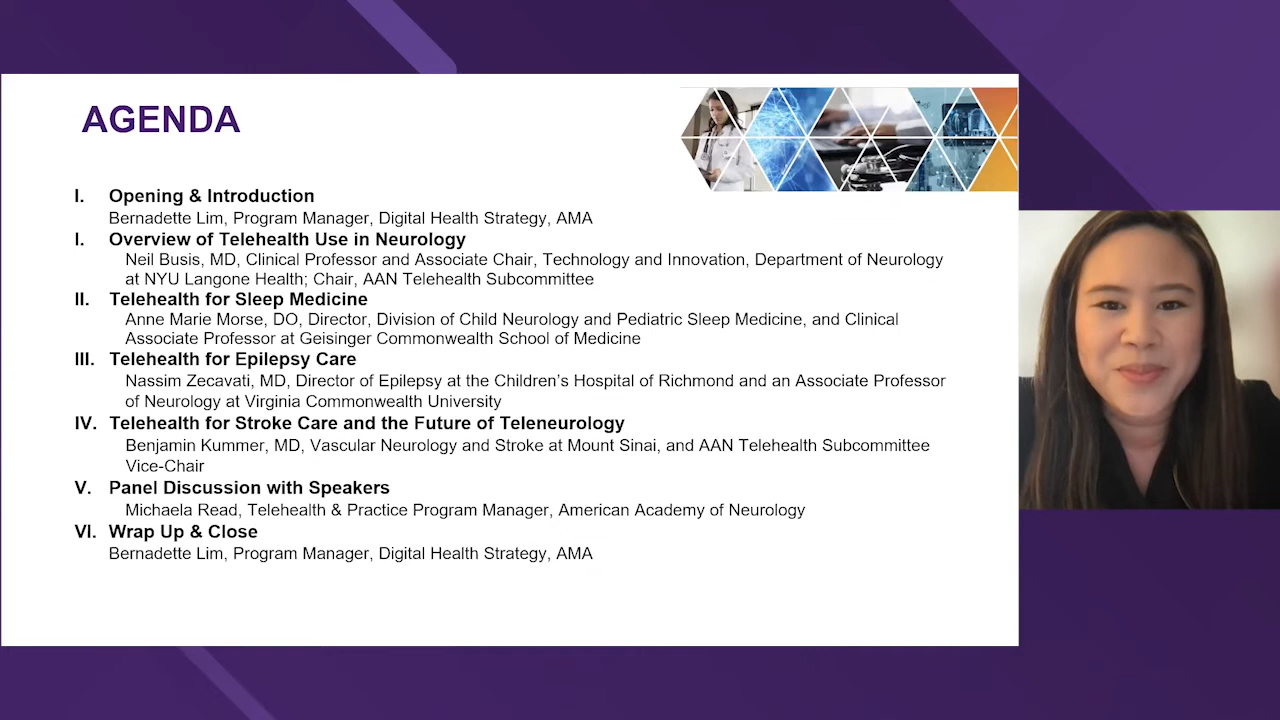 AGENDA
I. Opening & Introduction
Bernadette Lim, Program Manager, Digital Health Strategy, AMA
I. Overview of Telehealth Use in Neurology
Neil Busis, MD, Clinical Professor and Associate Chair, Technology and Innovation, Department of Neurology
at NYU Langone Health; Chair, AAN Telehealth Subcommittee
II. Telehealth for Sleep Medicine
Anne Marie Morse, DO, Director, Division of Child Neurology and Pediatric Sleep Medicine, and Clinical
Associate Professor at Geisinger Commonwealth School of Medicine
III. Telehealth for Epilepsy Care
Nassim Zecavati, MD, Director of Epilepsy at the Children’s Hospital of Richmond and an Associate Professor
of Neurology at Virginia Commonwealth University
IV. Telehealth for Stroke Care and the Future of Teleneurology
Benjamin Kummer, MD, Vascular Neurology and Stroke at Mount Sinai, and AAN Telehealth Subcommittee
Vice-Chair
V. Panel Discussion with Speakers
Michaela Read, Telehealth & Practice Program Manager, American Academy of Neurology
VI. Wrap Up & Close
Bernadette Lim, Program Manager, Digital Health Strategy, AMA